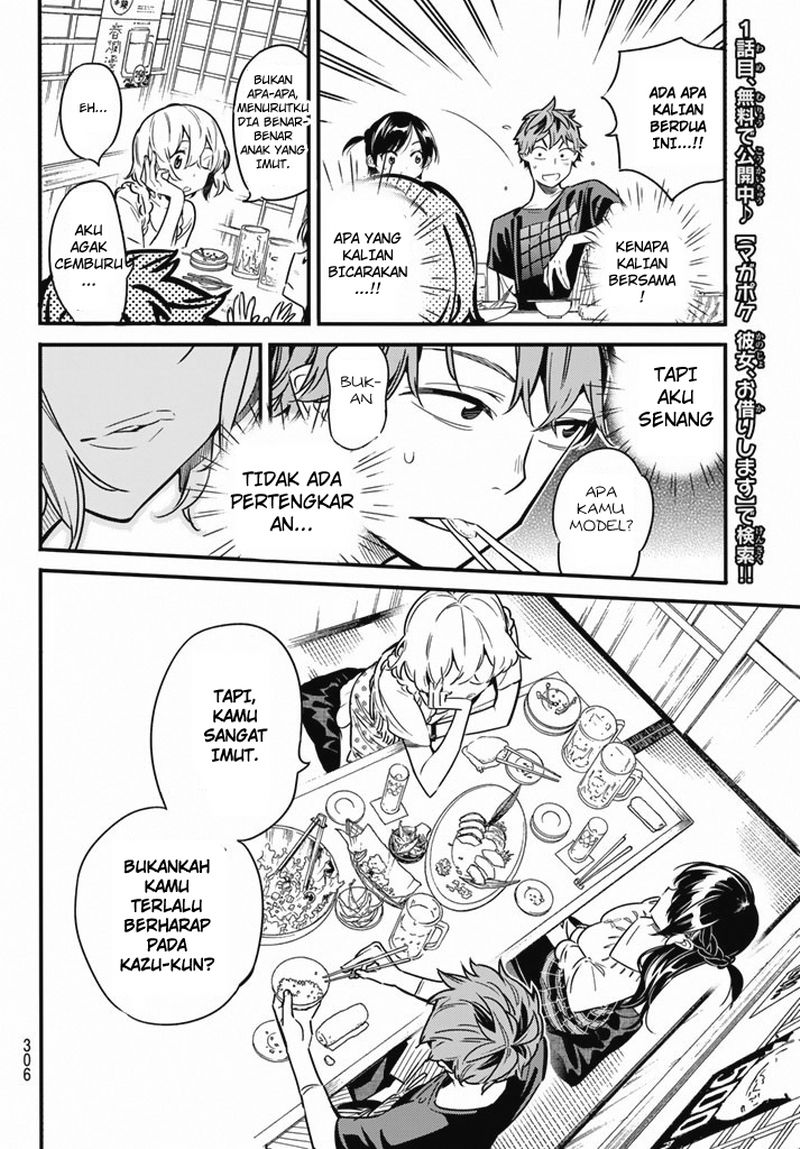 ADA APA
KALIAN
BERDUA
INI...!!
KENAPA
KALIAN
BERSAMA
!
APA YANG
KALIAN
BICARAKAN
...!!
BUKAN
APA-APA,
MENURUTKU
DIA BENAR-
BENAR
ANAK YANG
IMUT.
EH...
AKU
AGAK
CEMBURU
...
TAPI
AKU
SENANG
APA
KAMU
MODEL?
BUK-
AN
TIDAK ADA
PERTENGKAR
AN...
TAPI,
KAMU
SANGAT
IMUT.
BUKANKAH
KAMU
TERLALU
BERHARAP
PADA
KAZU-KUN?
1話目、無料で公開中♪【マガポケ 彼女、お借りします】で検索!!
306
500